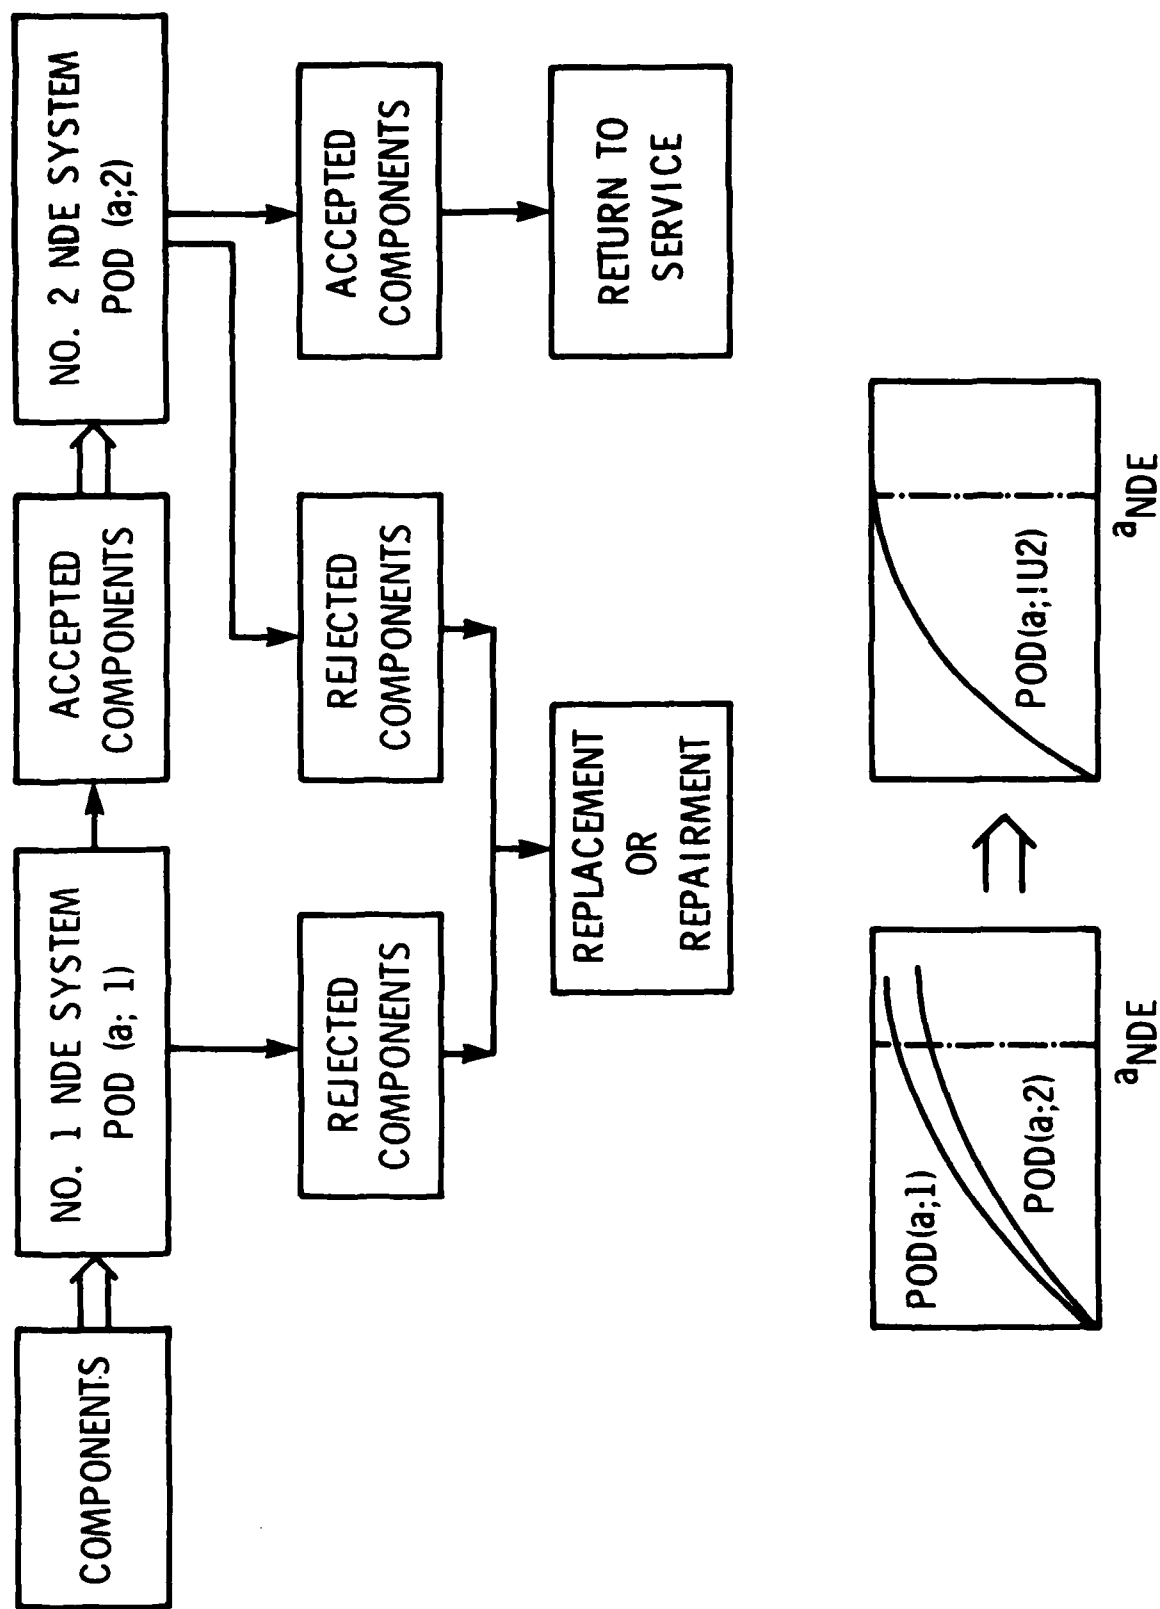 COMPONENTS
NO. 1 NDE SYSTEM
POD (a; 1)
ACCEPTED
COMPONENTS
NO. 2 NDE SYSTEM
POD (a;2)
REJECTED
COMPONENTS
REJECTED
COMPONENTS
ACCEPTED
COMPONENTS
REPLACEMENT
OR
REPAIRMENT
RETURN TO
SERVICE
POD(a;1)
POD(a;2)
aNDE
POD(a;!U2)
aNDE